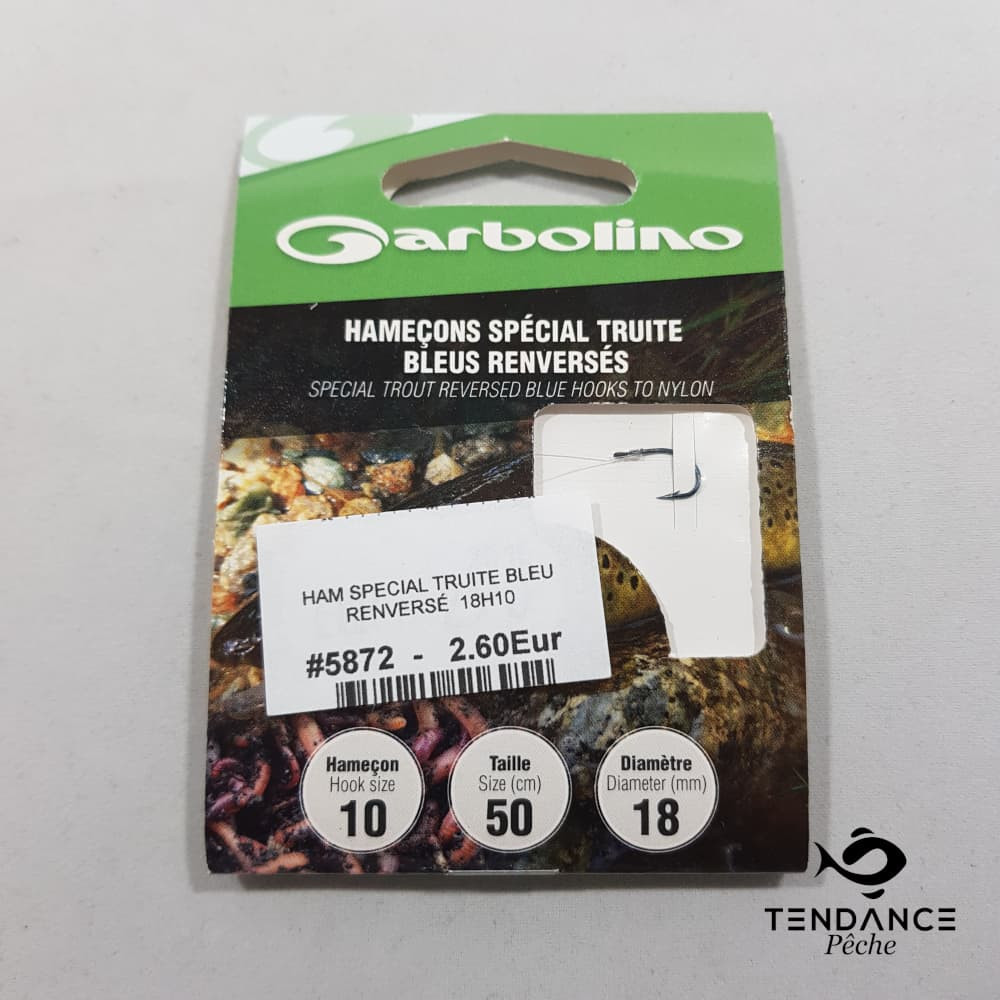 Garbolino
HAMEÇONS SPÉCIAL TRUITE
BLEUS RENVERSÉS
SPECIAL TROUT REVERSED BLUE HOOKS TO NYLON
HAM SPECIAL TRUITE BLEU
RENVERSÉ 18H10
#5872 - 2.60Eur
Hameçon
Hook size
10
Taille
Size (cm)
50
Diamètre
Diameter (mm)
18
TENDANCE
Pêche